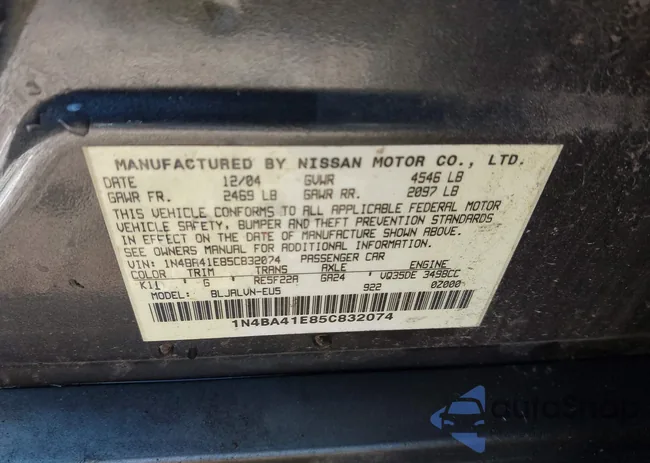 MANUFACTURED BY NISSAN MOTOR CO., LTD.
DATE 12/04 GVWR 4546 LB
GAWR FR. 2469 LB GAWR RR. 2097 LB
THIS VEHICLE CONFORMS TO ALL APPLICABLE FEDERAL MOTOR
VEHICLE SAFETY, BUMPER AND THEFT PREVENTION STANDARDS
IN EFFECT ON THE DATE OF MANUFACTURE SHOWN ABOVE.
SEE OWNERS MANUAL FOR ADDITIONAL INFORMATION.
VIN: 1N4BA41E85C832074 PASSENGER CAR
COLOR TRIM TRANS AXLE ENGINE
K11 G RE5F22A GA24 VQ35DE 3498CC
MODEL: BLJALVN-EU5 922 0Z000
1N4BA41E85C832074